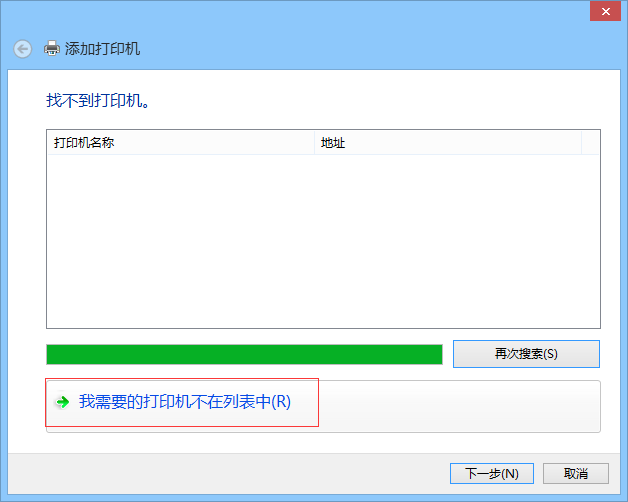 添加打印机
找不到打印机。
打印机名称
地址
再次搜索(S)
我需要的打印机不在列表中(R)
下一步(N)
取消